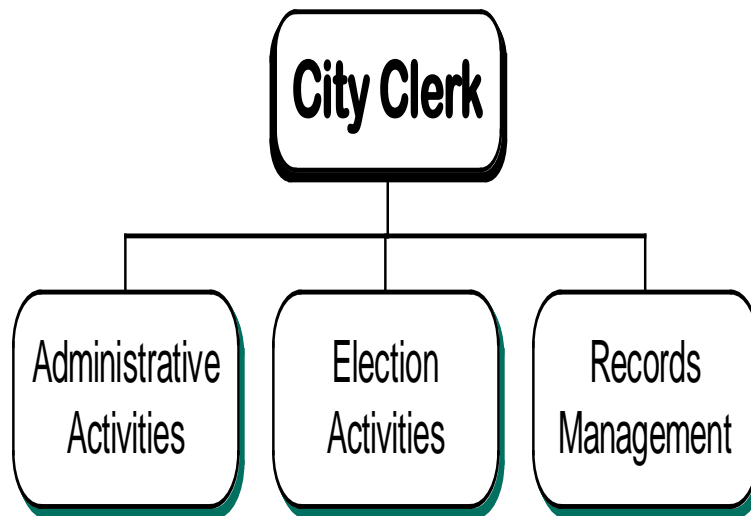 City Clerk
Administrative
Activities
Election
Activities
Records
Management